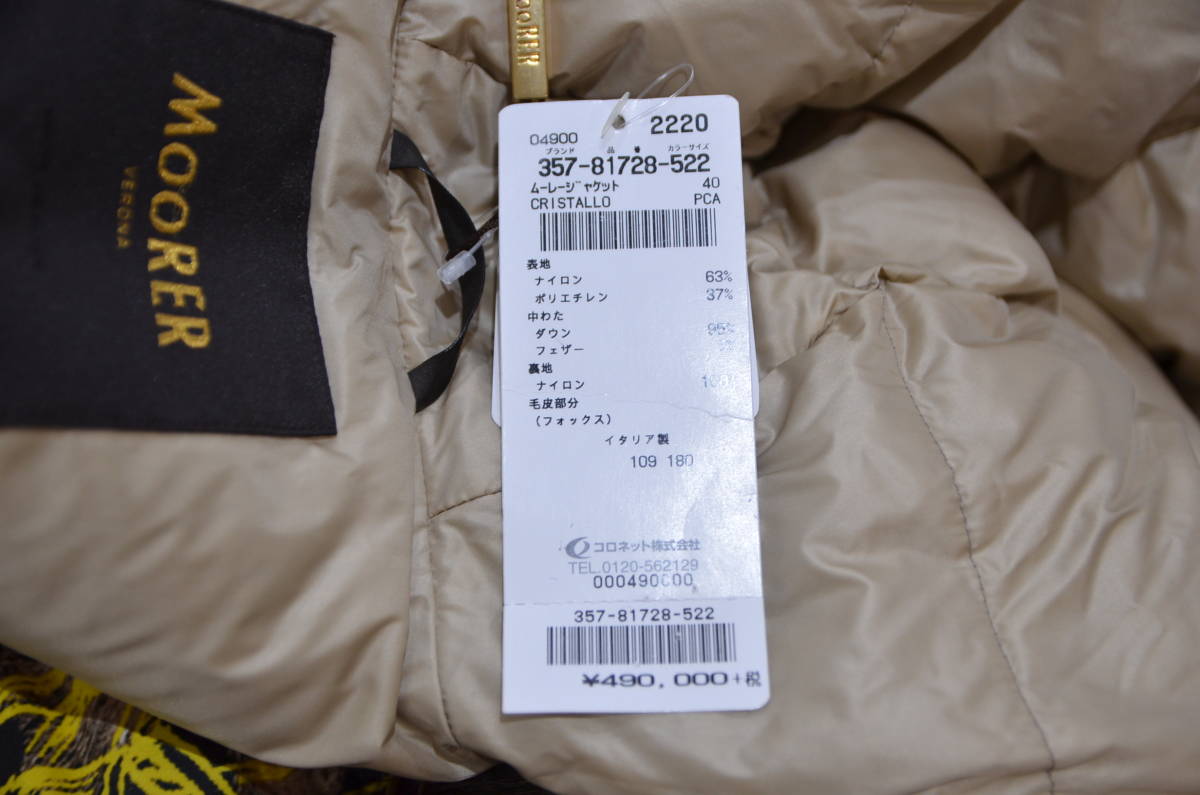 MOORER
VERONA
MOORER
04900 2220
ブランド 品 番 カラーサイズ
357-81728-522
ムーレージャケット 40
CRISTALLO PCA
表地
ナイロン 63%
ポリエチレン 37%
中わた
ダウン 95%
フェザー
裏地
ナイロン
毛皮部分
(フォックス)
イタリア製
109 180
コロネット株式会社
TEL.0120-562129
000490000
357-81728-522
¥490,000+税